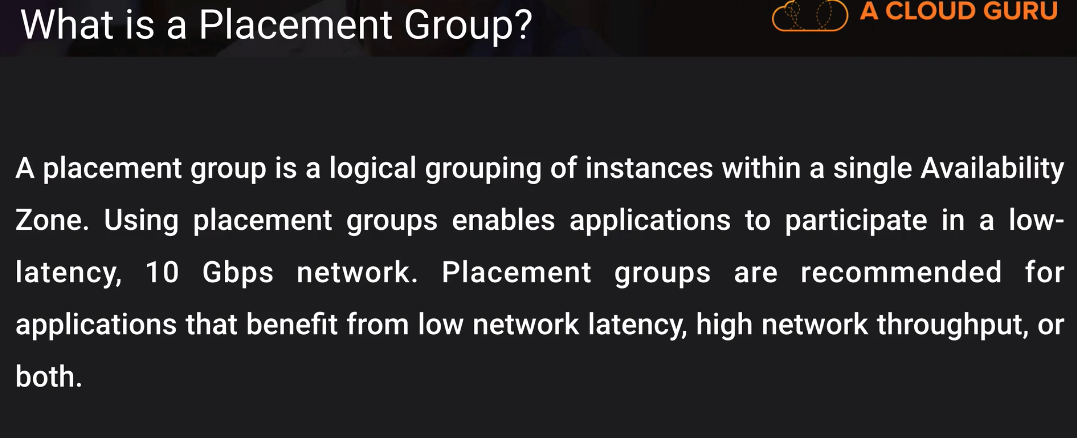 What is a Placement Group?
A CLOUD GURU
A placement group is a logical grouping of instances within a single Availability
Zone. Using placement groups enables applications to participate in a low-
latency, 10 Gbps network. Placement groups are recommended for
applications that benefit from low network latency, high network throughput, or
both.